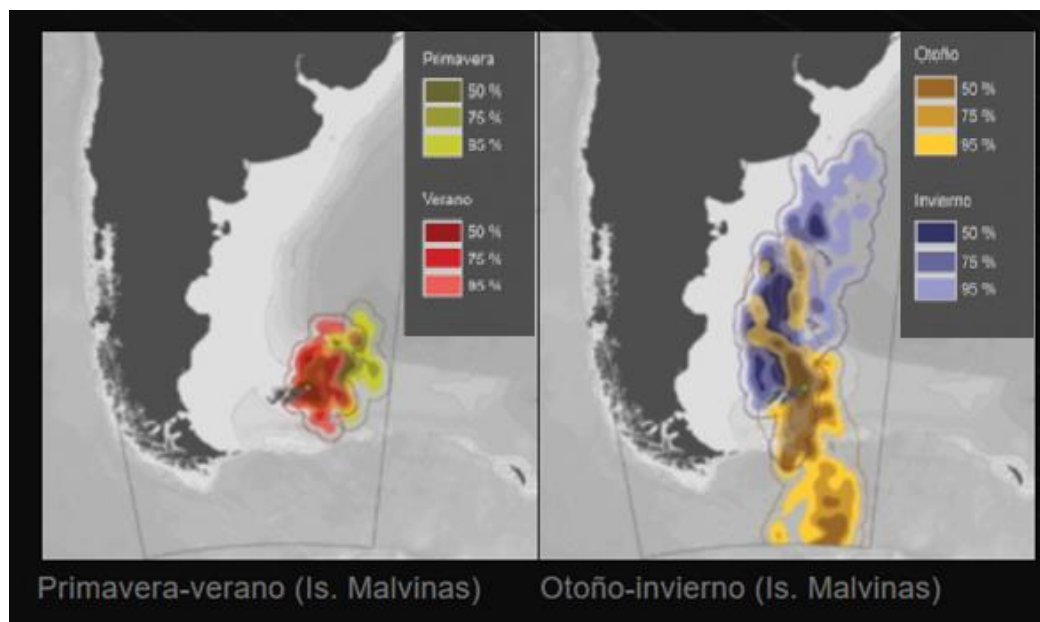 Primavera
50 %
75 %
95 %
Verano
50 %
75 %
95 %
Otoño
50 %
75 %
95 %
Invierno
50 %
75 %
95 %
Primavera-verano (Is. Malvinas)
Otoño-invierno (Is. Malvinas)